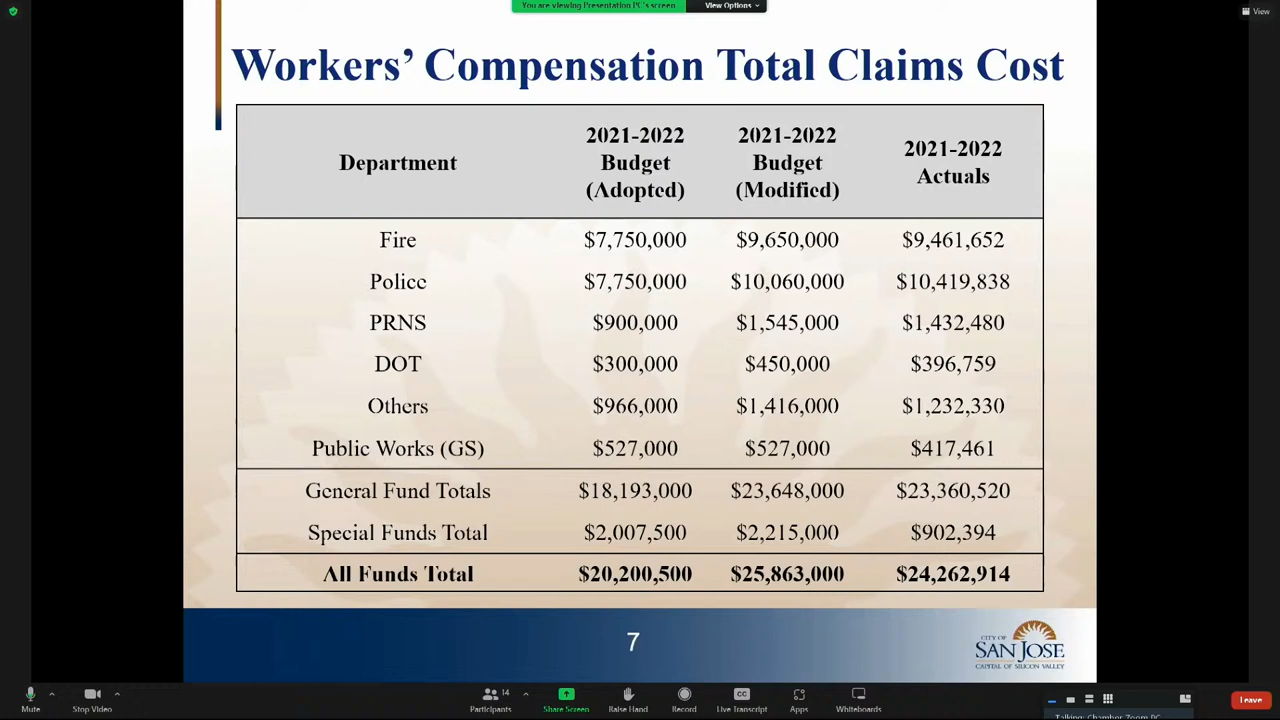 You are viewing Presentation PC's screen View Options
View
Workers' Compensation Total Claims Cost
Department 2021-2022 Budget (Adopted) 2021-2022 Budget (Modified) 2021-2022 Actuals
Fire $7,750,000 $9,650,000 $9,461,652
Police $7,750,000 $10,060,000 $10,419,838
PRNS $900,000 $1,545,000 $1,432,480
DOT $300,000 $450,000 $396,759
Others $966,000 $1,416,000 $1,232,330
Public Works (GS) $527,000 $527,000 $417,461
General Fund Totals $18,193,000 $23,648,000 $23,360,520
Special Funds Total $2,007,500 $2,215,000 $902,394
All Funds Total $20,200,500 $25,863,000 $24,262,914
7
CITY OF
SAN JOSE
CAPITAL OF SILICON VALLEY
14
Mute Stop Video Participants Share Screen Raise Hand Record Live Transcript Apps Whiteboards Leave
Talking: Chamber Zoom PC